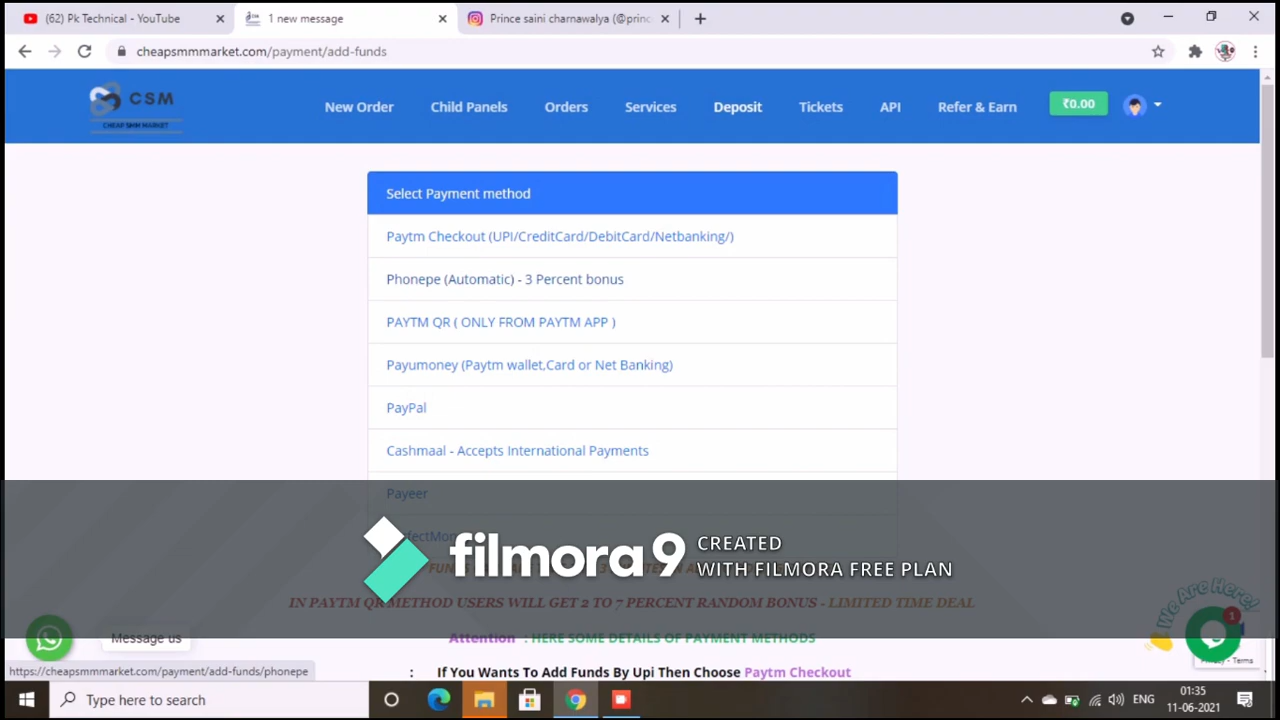 (62) Pk Technical - YouTube
1 new message
Prince saini charnawalya (@princ
cheapsmmmarket.com/payment/add-funds
CSM
CHEAP SMM MARKET
New Order
Child Panels
Orders
Services
Deposit
Tickets
API
Refer & Earn
₹0.00
Select Payment method
Paytm Checkout (UPI/CreditCard/DebitCard/Netbanking/)
Phonepe (Automatic) - 3 Percent bonus
PAYTM QR ( ONLY FROM PAYTM APP )
Payumoney (Paytm wallet,Card or Net Banking)
PayPal
Cashmaal - Accepts International Payments
Payeer
filmora9
CREATED
WITH FILMORA FREE PLAN
IN PAYTM QR METHOD USERS WILL GET 2 TO 7 PERCENT RANDOM BONUS - LIMITED TIME DEAL
We Are Here!
1
Message us
Attention : HERE SOME DETAILS OF PAYMENT METHODS
Privacy - Terms
https://cheapsmmmarket.com/payment/add-funds/phonepe
: If You Wants To Add Funds By Upi Then Choose Paytm Checkout
Type here to search
ENG
01:35
11-06-2021